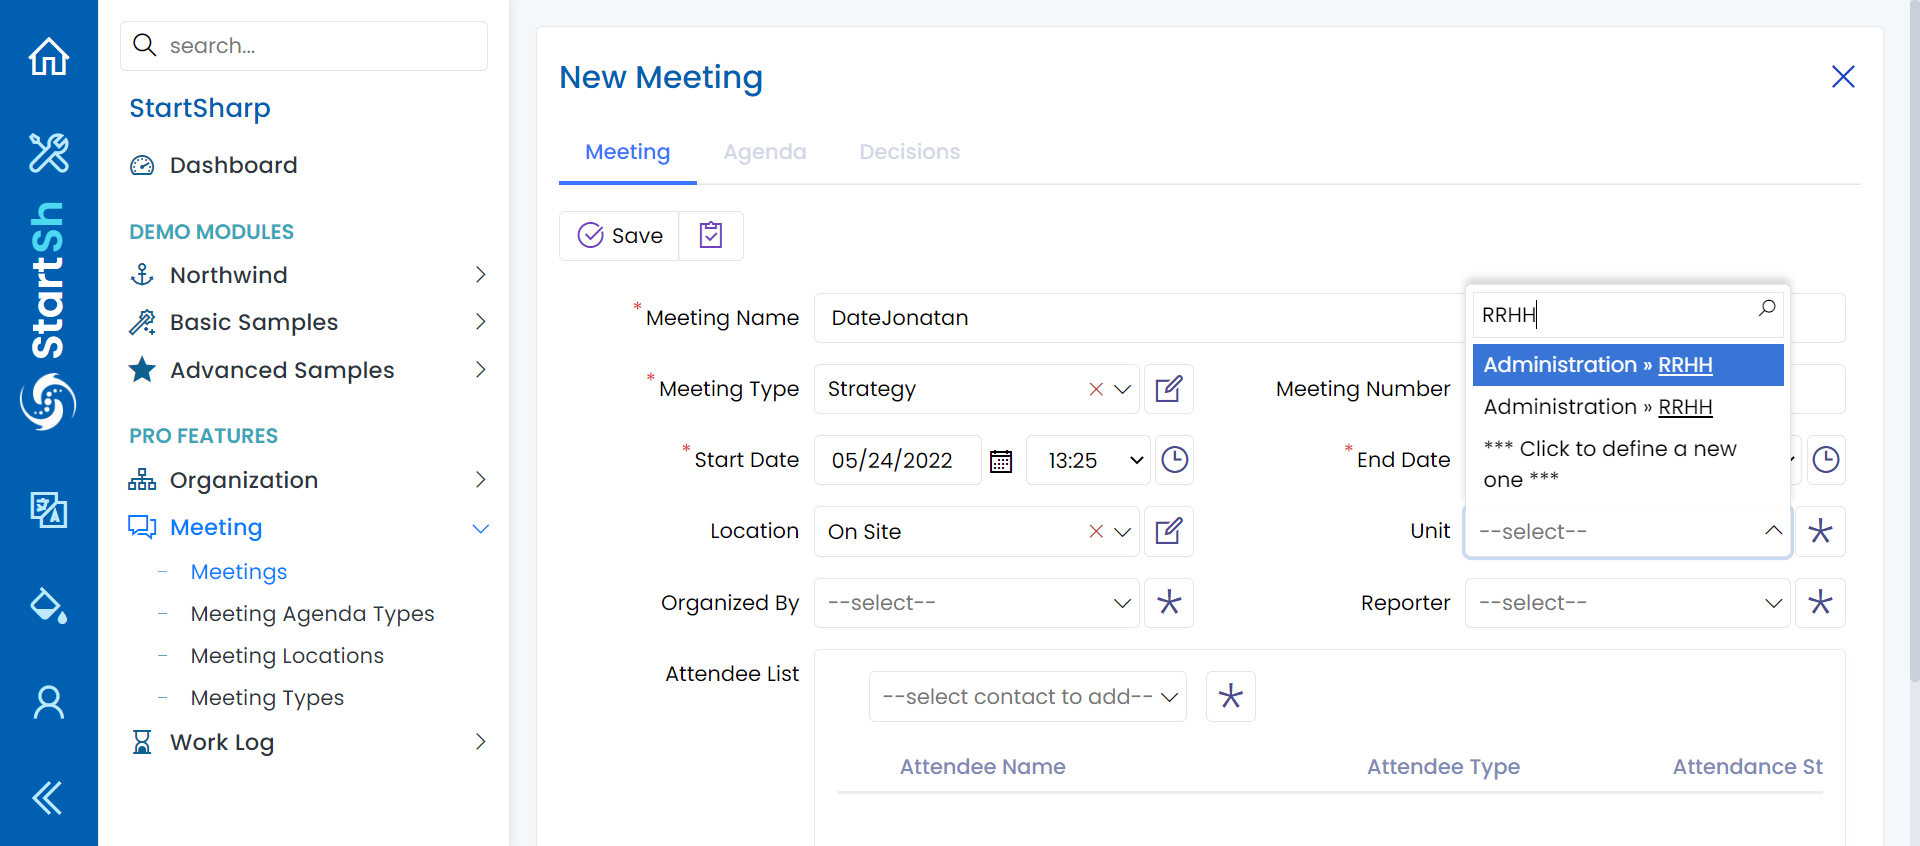 search...
StartSharp
Dashboard
DEMO MODULES
Northwind
Basic Samples
Advanced Samples
PRO FEATURES
Organization
Meeting
Meetings
Meeting Agenda Types
Meeting Locations
Meeting Types
Work Log
StartSh
New Meeting
Meeting Agenda Decisions
Save
* Meeting Name DateJonatan
* Meeting Type Strategy
Meeting Number
* Start Date 05/24/2022 13:25
* End Date
Location On Site
Unit --select--
RRHH
Administration » RRHH
Administration » RRHH
*** Click to define a new
one ***
Organized By --select--
Reporter --select--
Attendee List
--select contact to add--
Attendee Name Attendee Type Attendance St